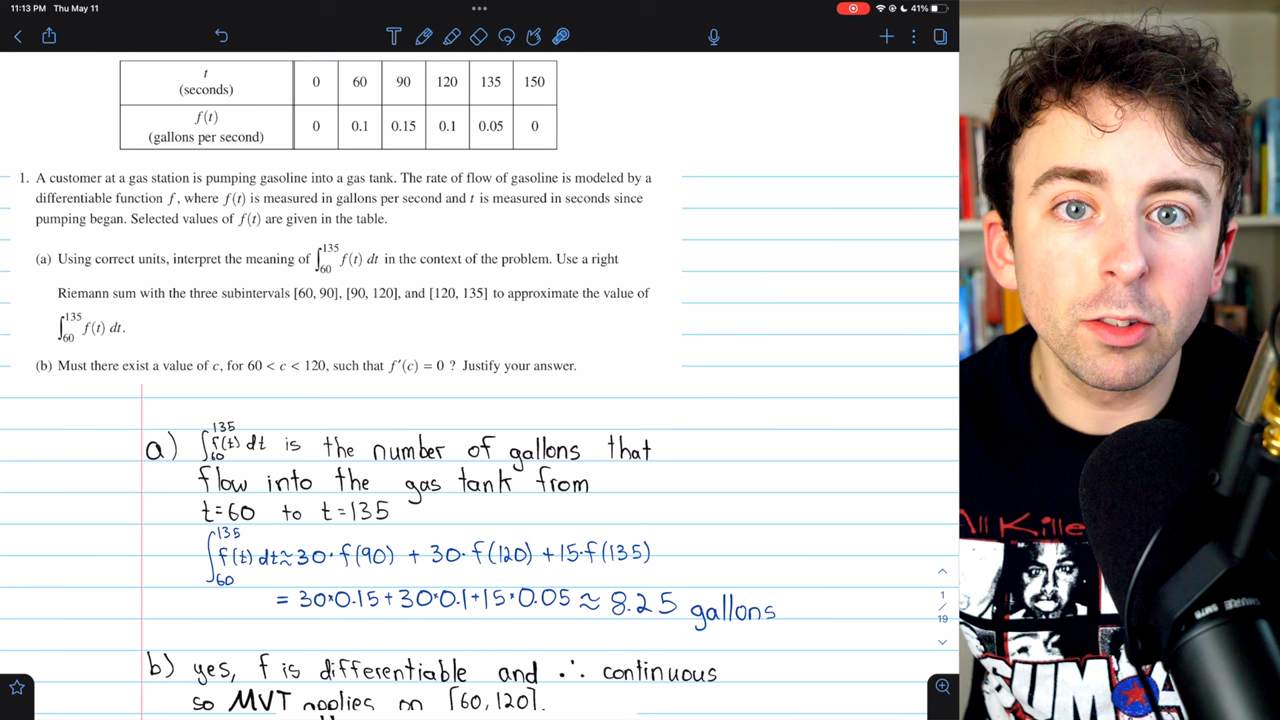 11:13 PM Thu May 11
41%
t (seconds) 0 60 90 120 135 150
f(t) (gallons per second) 0 0.1 0.15 0.1 0.05 0
1. A customer at a gas station is pumping gasoline into a gas tank. The rate of flow of gasoline is modeled by a
differentiable function f, where f(t) is measured in gallons per second and t is measured in seconds since
pumping began. Selected values of f(t) are given in the table.
(a) Using correct units, interpret the meaning of ∫₆₀¹³⁵ f(t) dt in the context of the problem. Use a right
Riemann sum with the three subintervals [60, 90], [90, 120], and [120, 135] to approximate the value of
∫₆₀¹³⁵ f(t) dt.
(b) Must there exist a value of c, for 60 < c < 120, such that f′(c) = 0 ? Justify your answer.
a) ∫₆₀¹³⁵ f(t) dt is the number of gallons that
flow into the gas tank from
t=60 to t=135
∫₆₀¹³⁵ f(t) dt ≈ 30·f(90) + 30·f(120) + 15·f(135)
= 30*0.15+30*0.1+15*0.05 ≈ 8.25 gallons
1
/
19
b) yes, f is differentiable and ∴ continuous
so MVT applies on [60, 120].
All Kille
SUM
SHURE SM7B